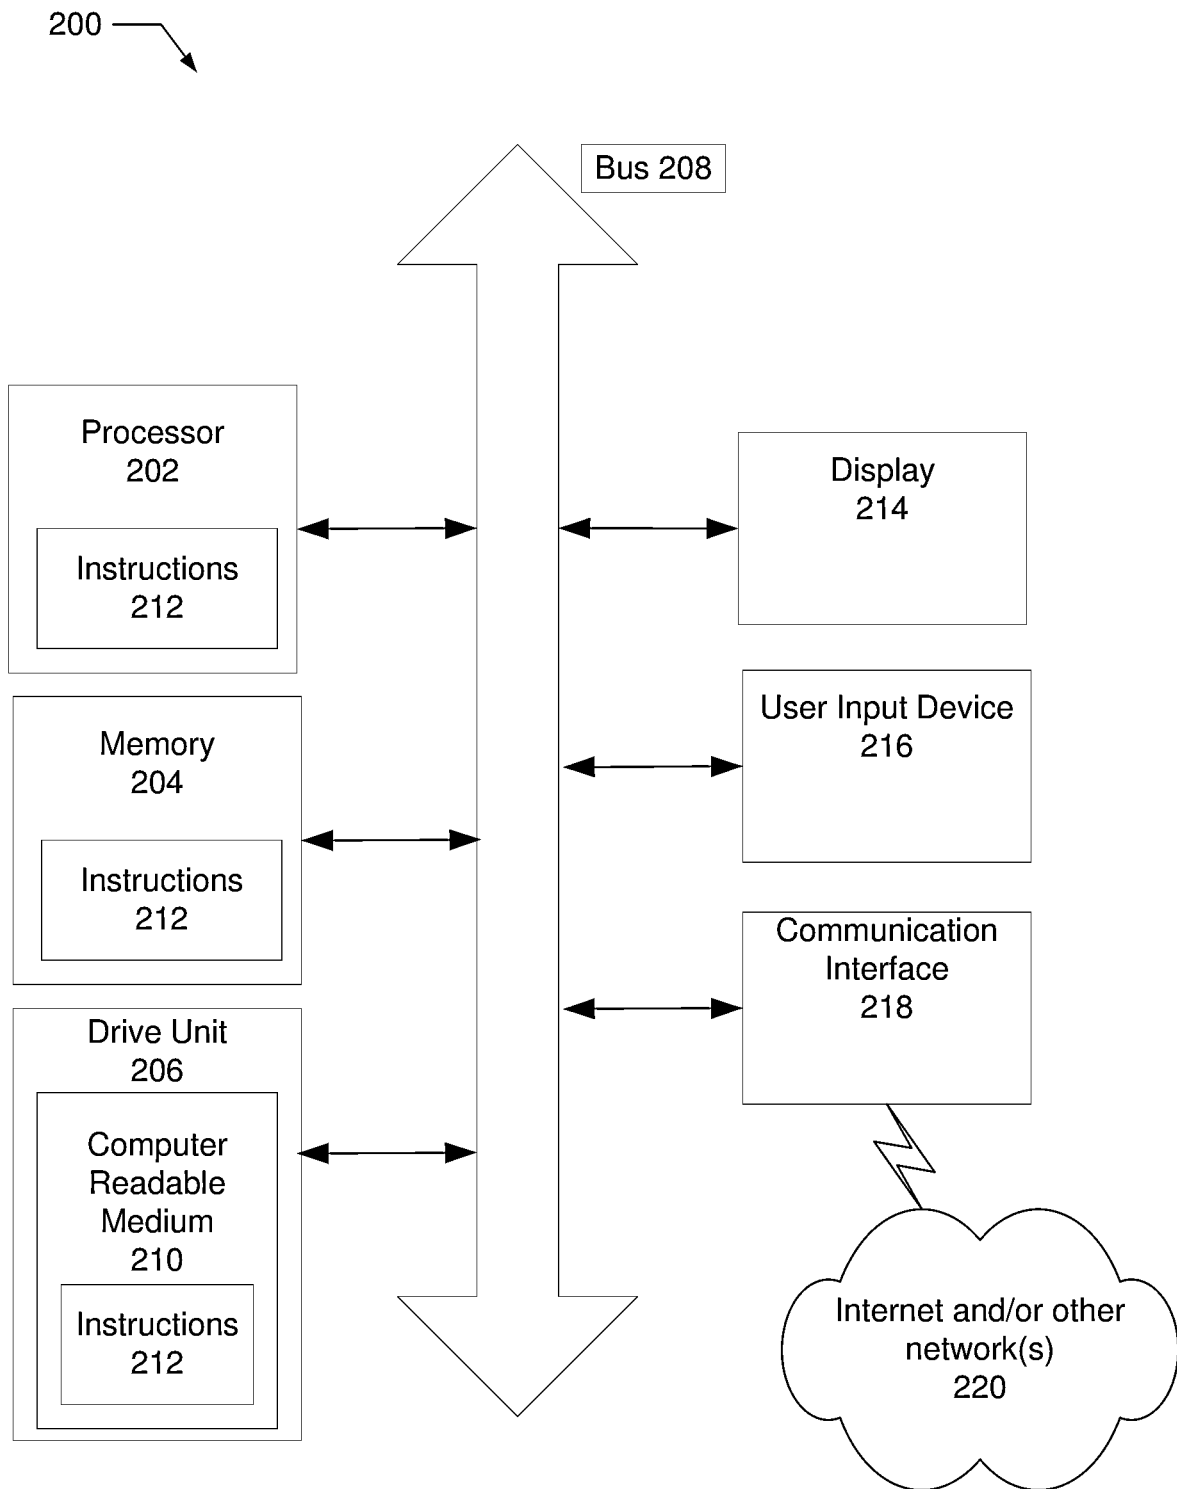 200
Bus 208
Processor
202
Instructions
212
Memory
204
Instructions
212
Drive Unit
206
Computer
Readable
Medium
210
Instructions
212
Display
214
User Input Device
216
Communication
Interface
218
Internet and/or other
network(s)
220